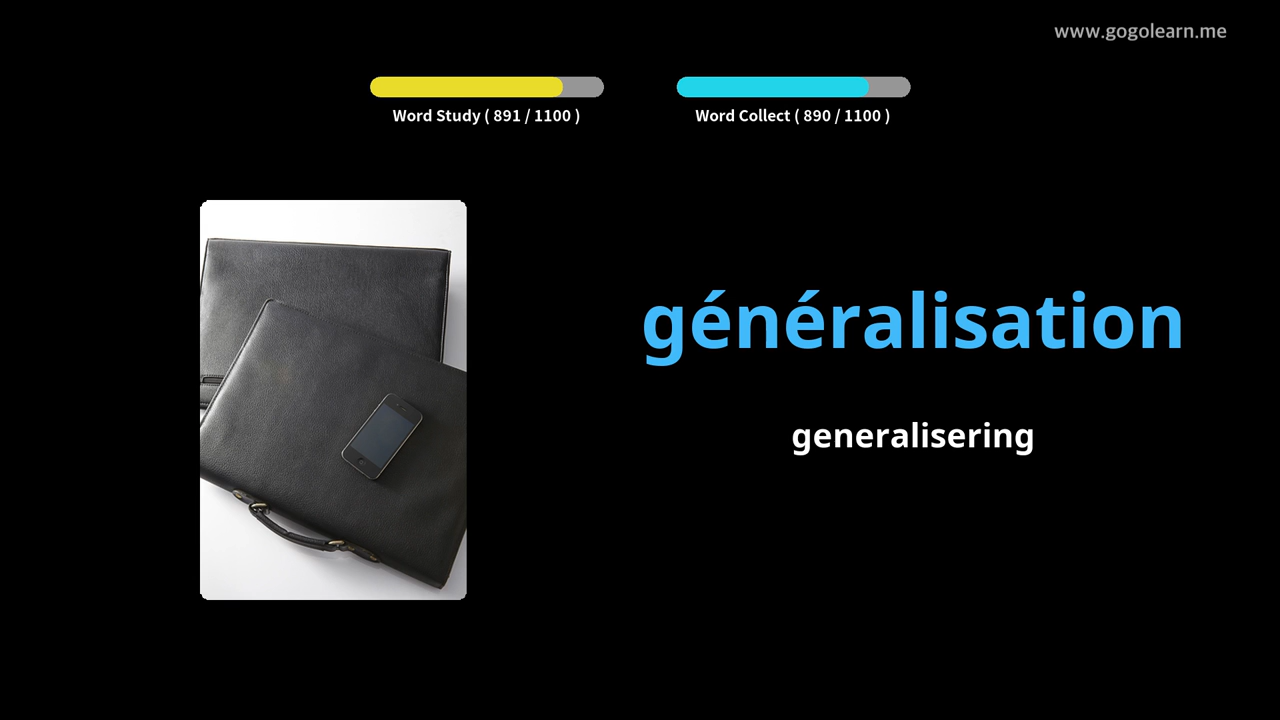 www.gogolearn.me
Word Study ( 891 / 1100 )
Word Collect ( 890 / 1100 )
généralisation
generalisering